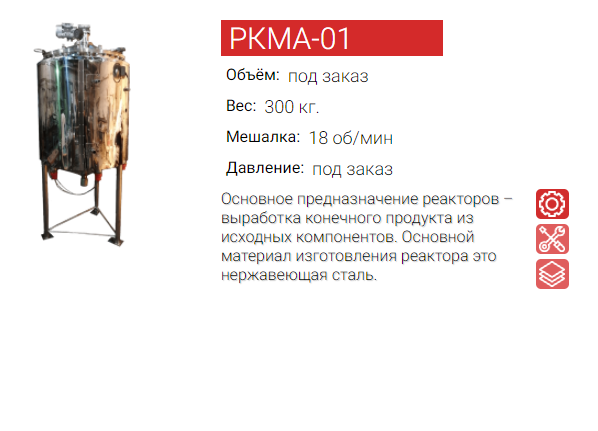 РКМА-01
Объём: под заказ
Вес: 300 кг.
Мешалка: 18 об/мин
Давление: под заказ
Основное предназначение реакторов –
выработка конечного продукта из
исходных компонентов. Основной
материал изготовления реактора это
нержавеющая сталь.